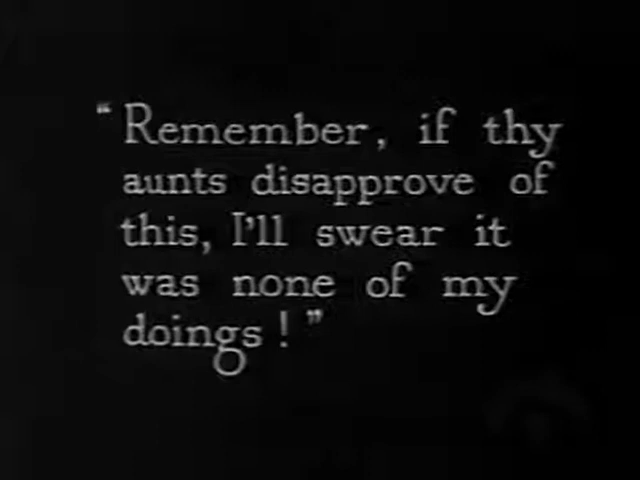 “Remember, if thy
aunts disapprove of
this, I'll swear it
was none of my
doings!”